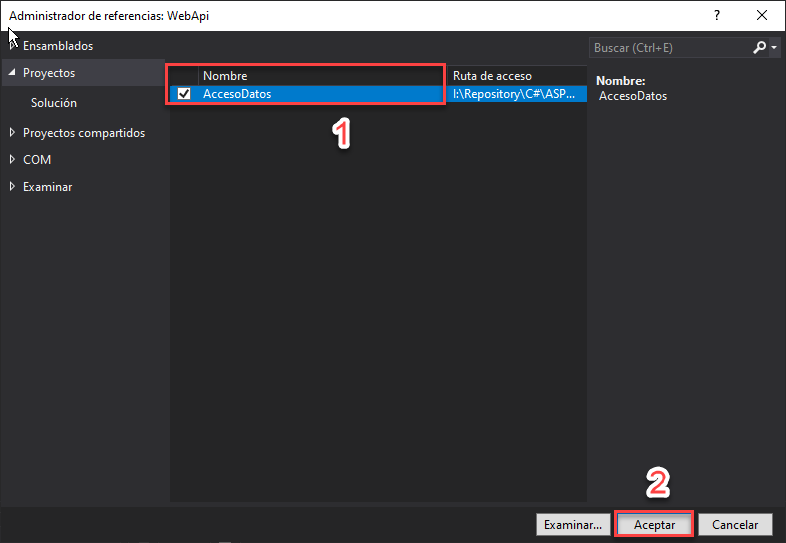 Administrador de referencias: WebApi
?
Ensamblados
Proyectos
Solución
Proyectos compartidos
COM
Examinar
Nombre
Ruta de acceso
AccesoDatos
I:\Repository\C#\ASP...
1
Buscar (Ctrl+E)
Nombre:
AccesoDatos
2
Examinar...
Aceptar
Cancelar